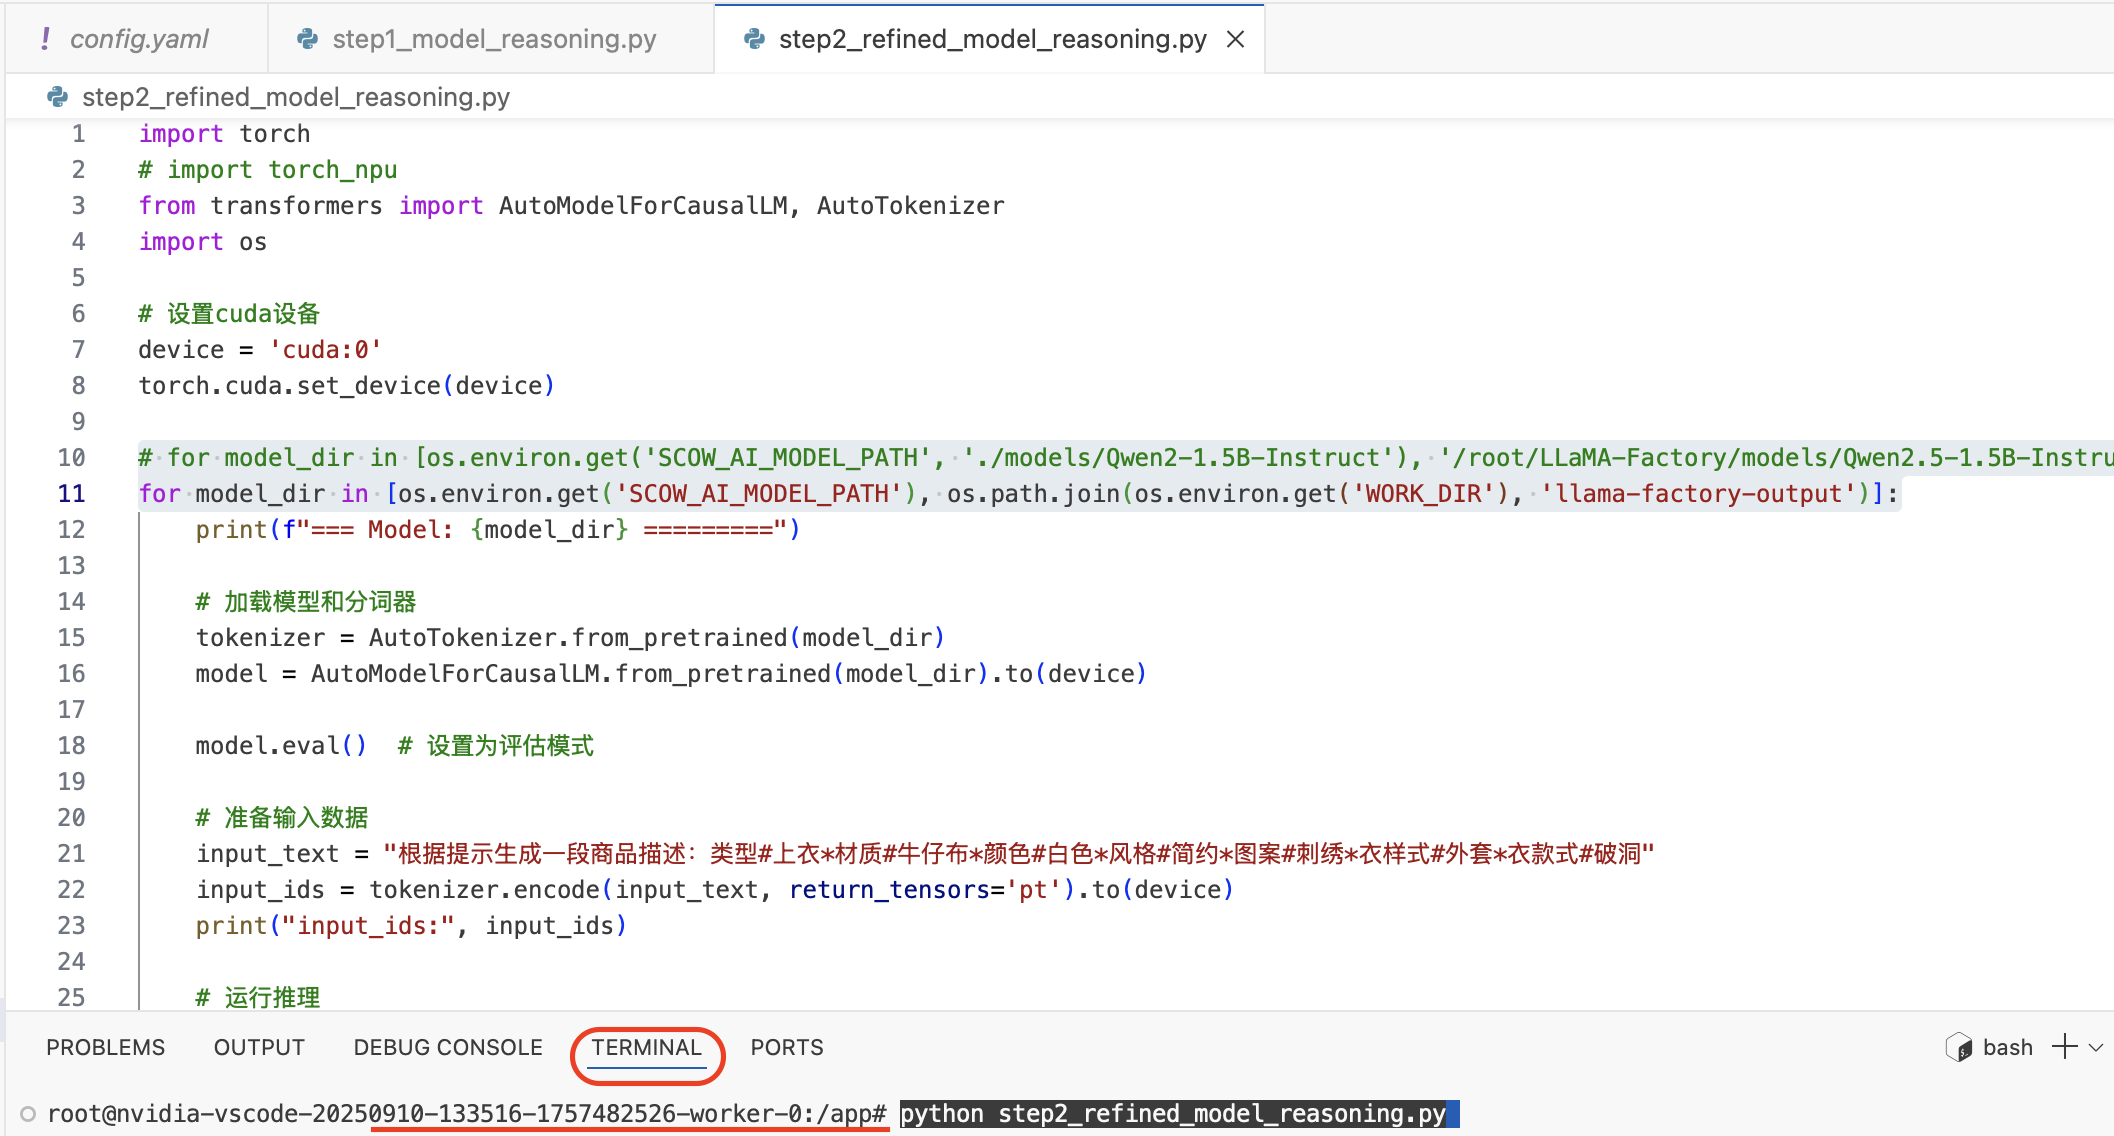 ! config.yaml
step1_model_reasoning.py
step2_refined_model_reasoning.py
step2_refined_model_reasoning.py
1 import torch
2 # import torch_npu
3 from transformers import AutoModelForCausalLM, AutoTokenizer
4 import os
5
6 # 设置cuda设备
7 device = 'cuda:0'
8 torch.cuda.set_device(device)
9
10 # for model_dir in [os.environ.get('SCOW_AI_MODEL_PATH', './models/Qwen2-1.5B-Instruct'), '/root/LLaMA-Factory/models/Qwen2.5-1.5B-Instru
11 for model_dir in [os.environ.get('SCOW_AI_MODEL_PATH'), os.path.join(os.environ.get('WORK_DIR'), 'llama-factory-output')]:
12 print(f"=== Model: {model_dir} =========")
13
14 # 加载模型和分词器
15 tokenizer = AutoTokenizer.from_pretrained(model_dir)
16 model = AutoModelForCausalLM.from_pretrained(model_dir).to(device)
17
18 model.eval()  # 设置为评估模式
19
20 # 准备输入数据
21 input_text = "根据提示生成一段商品描述: 类型#上衣*材质#牛仔布*颜色#白色*风格#简约*图案#刺绣*衣样式#外套*衣款式#破洞"
22 input_ids = tokenizer.encode(input_text, return_tensors='pt').to(device)
23 print("input_ids:", input_ids)
24
25 # 运行推理
PROBLEMS OUTPUT DEBUG CONSOLE TERMINAL PORTS
bash
root@nvidia-vscode-20250910-133516-1757482526-worker-0:/app# python step2_refined_model_reasoning.py